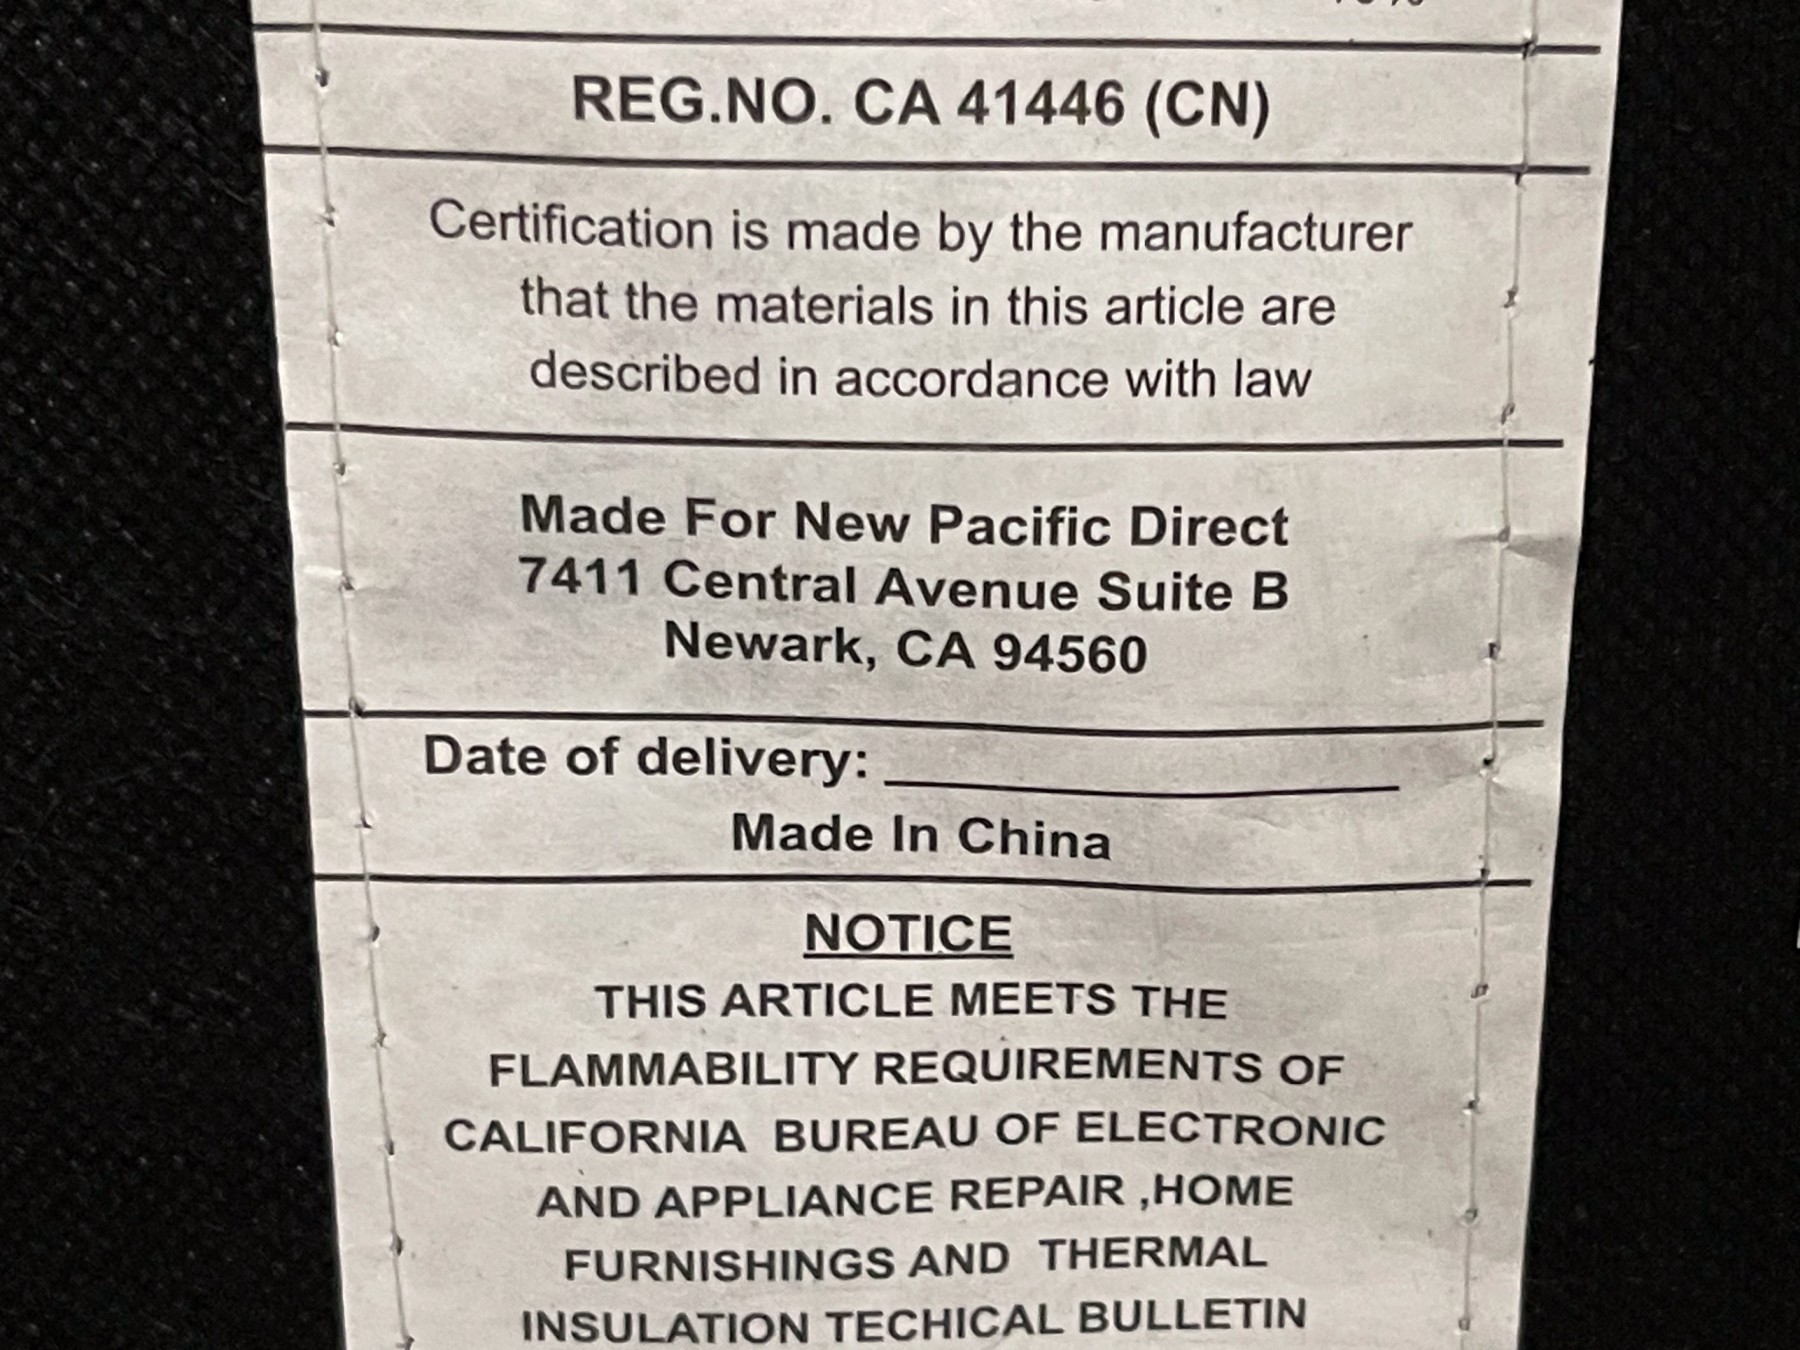 REG.NO. CA 41446 (CN)
Certification is made by the manufacturer
that the materials in this article are
described in accordance with law
Made For New Pacific Direct
7411 Central Avenue Suite B
Newark, CA 94560
Date of delivery:
Made In China
NOTICE
THIS ARTICLE MEETS THE
FLAMMABILITY REQUIREMENTS OF
CALIFORNIA BUREAU OF ELECTRONIC
AND APPLIANCE REPAIR ,HOME
FURNISHINGS AND THERMAL
INSULATION TECHICAL BULLETIN